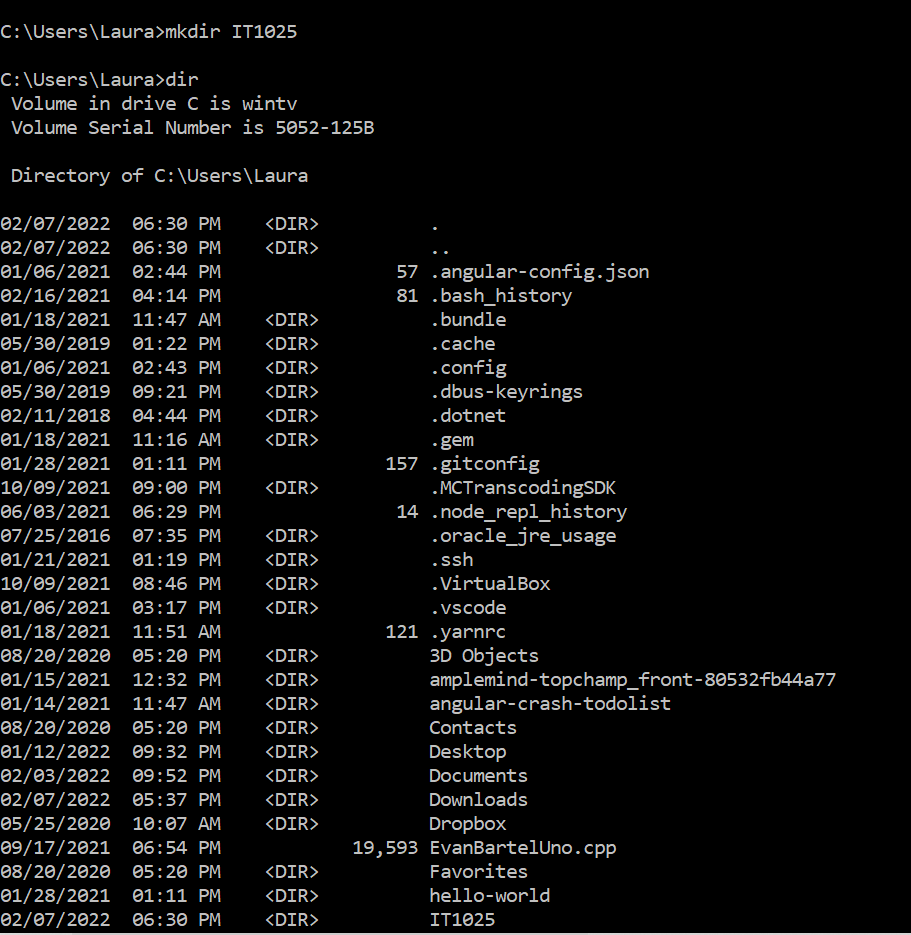 C:\Users\Laura>mkdir IT1025
C:\Users\Laura>dir
 Volume in drive C is wintv
 Volume Serial Number is 5052-125B
 Directory of C:\Users\Laura
02/07/2022  06:30 PM    <DIR>          .
02/07/2022  06:30 PM    <DIR>          ..
01/06/2021  02:44 PM                57 .angular-config.json
02/16/2021  04:14 PM                81 .bash_history
01/18/2021  11:47 AM    <DIR>          .bundle
05/30/2019  01:22 PM    <DIR>          .cache
01/06/2021  02:43 PM    <DIR>          .config
05/30/2019  09:21 PM    <DIR>          .dbus-keyrings
02/11/2018  04:44 PM    <DIR>          .dotnet
01/18/2021  11:16 AM    <DIR>          .gem
01/28/2021  01:11 PM               157 .gitconfig
10/09/2021  09:00 PM    <DIR>          .MCTranscodingSDK
06/03/2021  06:29 PM                14 .node_repl_history
07/25/2016  07:35 PM    <DIR>          .oracle_jre_usage
01/21/2021  01:19 PM    <DIR>          .ssh
10/09/2021  08:46 PM    <DIR>          .VirtualBox
01/06/2021  03:17 PM    <DIR>          .vscode
01/18/2021  11:51 AM               121 .yarnrc
08/20/2020  05:20 PM    <DIR>          3D Objects
01/15/2021  12:32 PM    <DIR>          amplemind-topchamp_front-80532fb44a77
01/14/2021  11:47 AM    <DIR>          angular-crash-todolist
08/20/2020  05:20 PM    <DIR>          Contacts
01/12/2022  09:32 PM    <DIR>          Desktop
02/03/2022  09:52 PM    <DIR>          Documents
02/07/2022  05:37 PM    <DIR>          Downloads
05/25/2020  10:07 AM    <DIR>          Dropbox
09/17/2021  06:54 PM            19,593 EvanBartelUno.cpp
08/20/2020  05:20 PM    <DIR>          Favorites
01/28/2021  01:11 PM    <DIR>          hello-world
02/07/2022  06:30 PM    <DIR>          IT1025